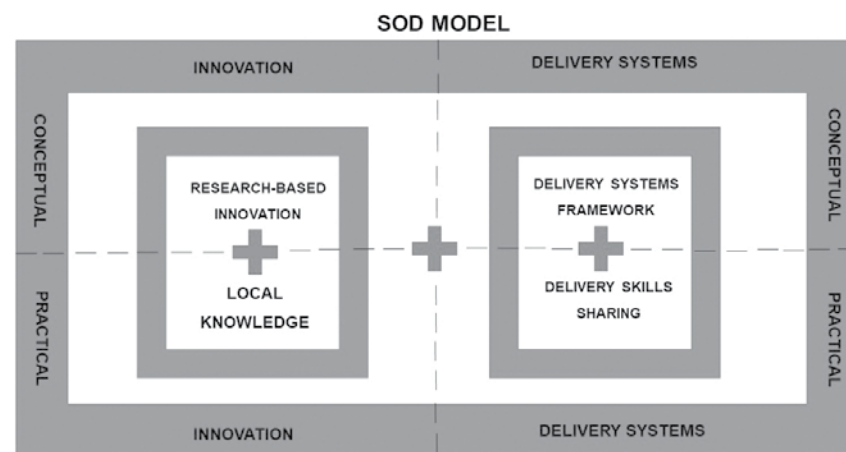 SOD MODEL
INNOVATION
DELIVERY SYSTEMS
CONCEPTUAL
CONCEPTUAL
RESEARCH-BASED
INNOVATION
DELIVERY SYSTEMS
FRAMEWORK
LOCAL
KNOWLEDGE
DELIVERY SKILLS
SHARING
PRACTICAL
PRACTICAL
INNOVATION
DELIVERY SYSTEMS